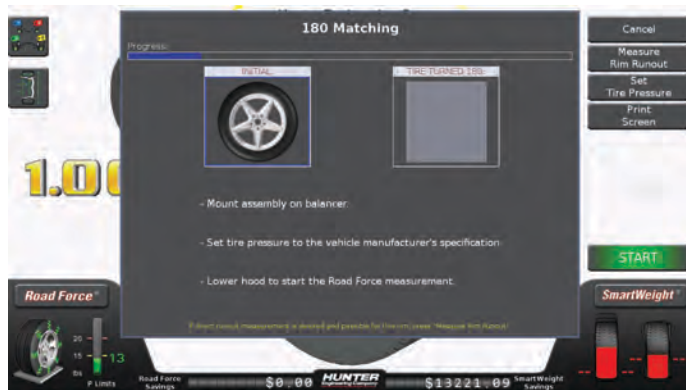 180 Matching
Progress:
INITIAL
TIRE TURNED 180
- Mount assembly on balancer.
- Set tire pressure to the vehicle manufacturer's specification
- Lower hood to start the Road Force measurement.
Cancel
Measure
Rim Runout
Set
Tire Pressure
Print
Screen
1.0
START
Road Force®
20
15
13
P Limits
SmartWeight®
Road Force
Savings
$0.00
HUNTER
Engineering Company
$13221.09
SmartWeight
Savings